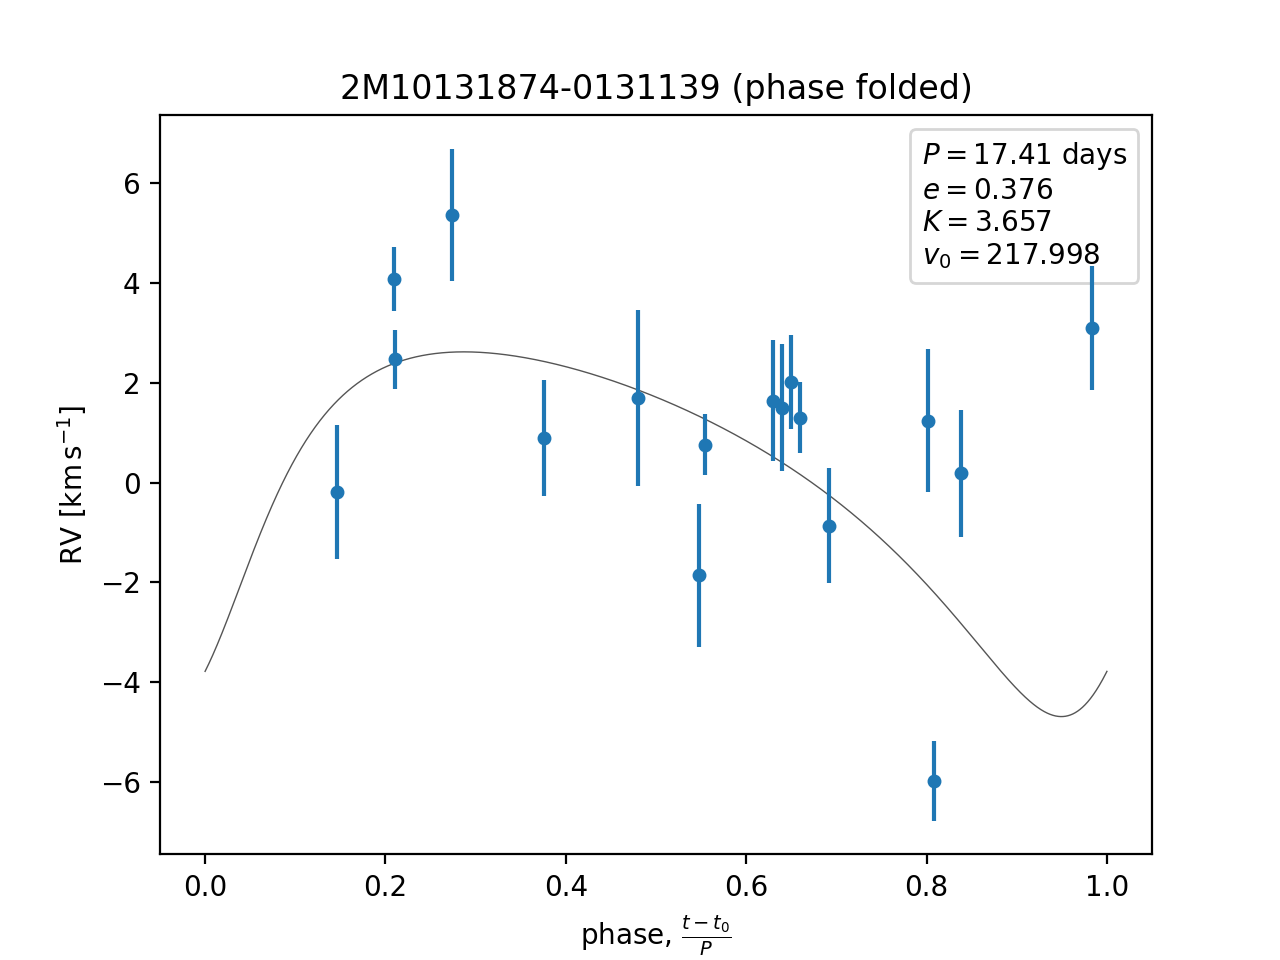 2M10131874-0131139 (phase folded)
P = 17.41 days
e = 0.376
K = 3.657
v₀ = 217.998
RV [km s⁻¹]
6
4
2
0
−2
−4
−6
0.0 0.2 0.4 0.6 0.8 1.0
phase, (t − t₀)/P